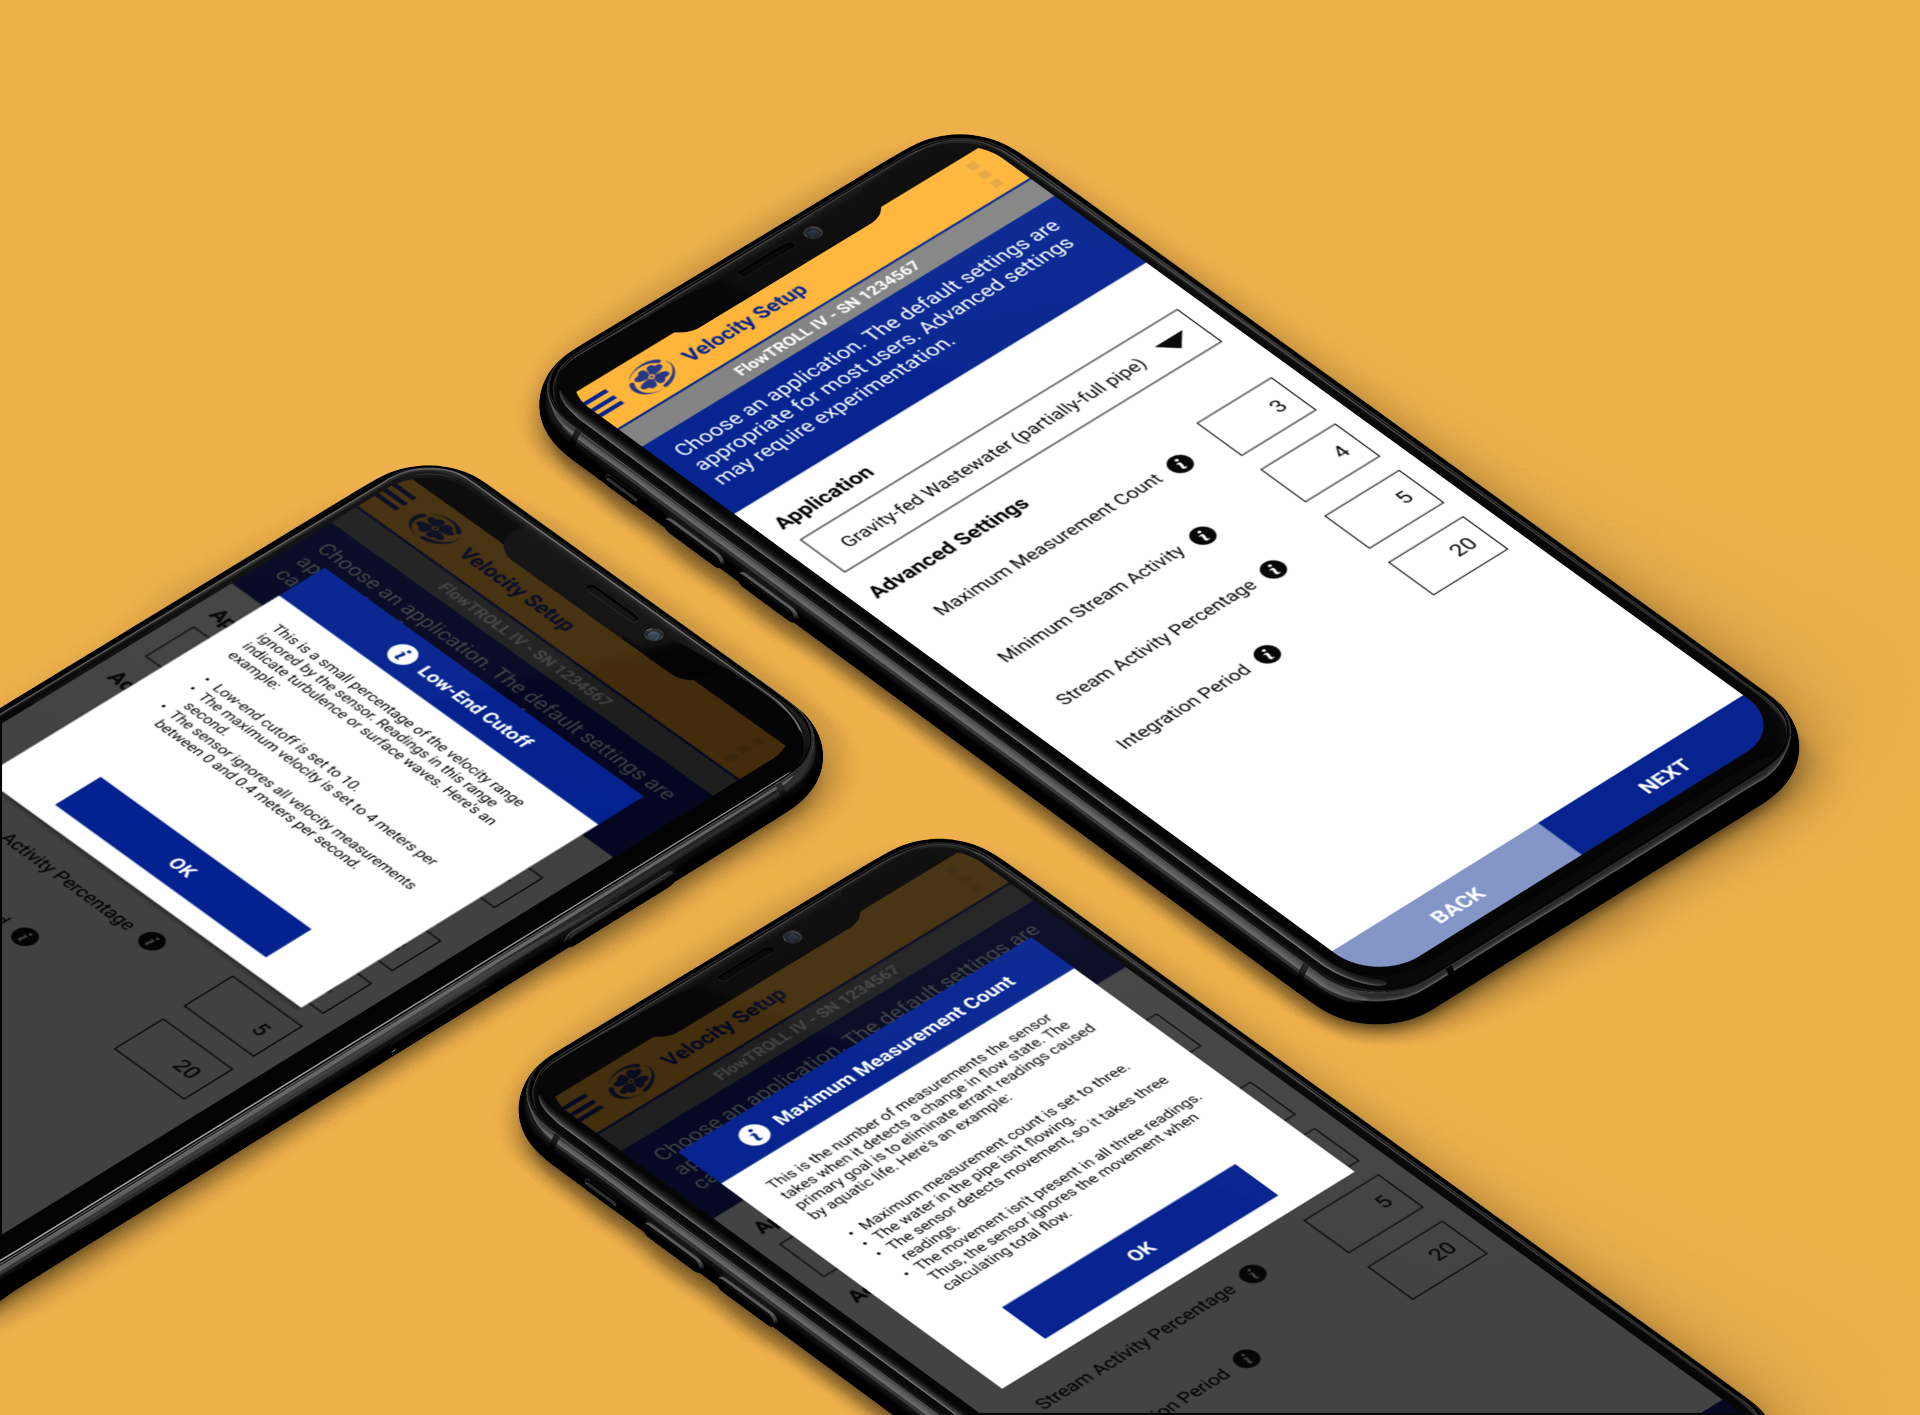 Velocity Setup
FlowTROLL IV - SN 1234567
Choose an application. The default settings are
appropriate for most users. Advanced settings
may require experimentation.
Application
Gravity-fed Wastewater (partially-full pipe)
Advanced Settings
Maximum Measurement Count
3
Minimum Stream Activity
4
Stream Activity Percentage
5
Integration Period
20
BACK
NEXT
Velocity Setup
FlowTROLL IV - SN 1234567
Choose an application. The default settings are
Low-End Cutoff
This is a small percentage of the velocity range
ignored by the sensor. Readings in this range
indicate turbulence or surface waves. Here's an
example:
• Low-end cutoff is set to 10.
• The maximum velocity is set to 4 meters per
second.
• The sensor ignores all velocity measurements
between 0 and 0.4 meters per second.
OK
Activity Percentage
5
20
Velocity Setup
FlowTROLL IV - SN 1234567
Choose an application. The default settings are
Maximum Measurement Count
This is the number of measurements the sensor
takes when it detects a change in flow state. The
primary goal is to eliminate errant readings caused
by aquatic life. Here's an example:
• Maximum measurement count is set to three.
• The water in the pipe isn't flowing.
• The sensor detects movement, so it takes three
readings.
• The movement isn't present in all three readings.
Thus, the sensor ignores the movement when
calculating total flow.
OK
5
20
Stream Activity Percentage
Period